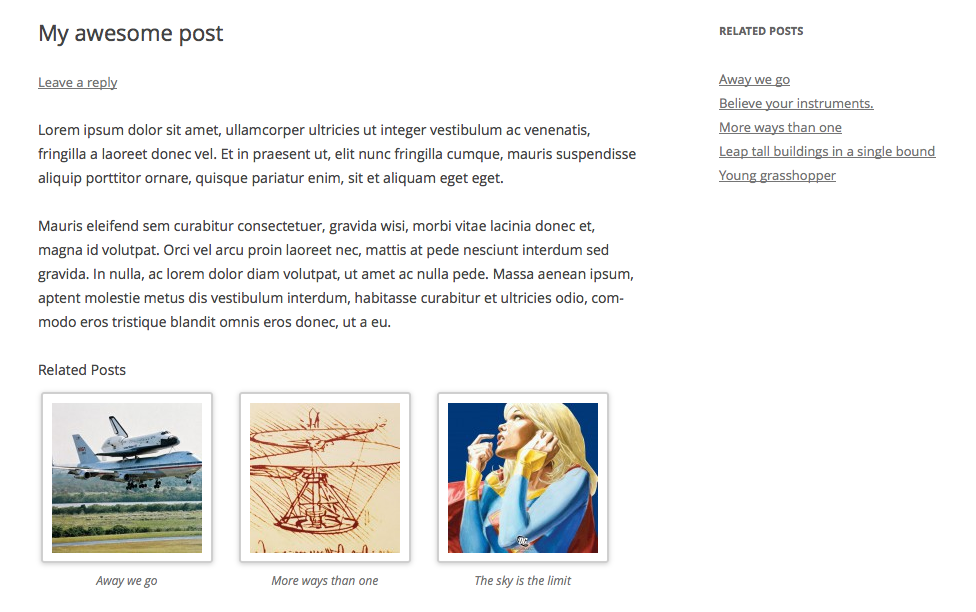 My awesome post
Leave a reply
Lorem ipsum dolor sit amet, ullamcorper ultricies ut integer vestibulum ac venenatis,
fringilla a laoreet donec vel. Et in praesent ut, elit nunc fringilla cumque, mauris suspendisse
aliquip porttitor ornare, quisque pariatur enim, sit et aliquam eget eget.
Mauris eleifend sem curabitur consectetuer, gravida wisi, morbi vitae lacinia donec et,
magna id volutpat. Orci vel arcu proin laoreet nec, mattis at pede nesciunt interdum sed
gravida. In nulla, ac lorem dolor diam volutpat, ut amet ac nulla pede. Massa aenean ipsum,
aptent molestie metus dis vestibulum interdum, habitasse curabitur et ultricies odio, com-
modo eros tristique blandit omnis eros donec, ut a eu.
Related Posts
DC
Away we go
More ways than one
The sky is the limit
RELATED POSTS
Away we go
Believe your instruments.
More ways than one
Leap tall buildings in a single bound
Young grasshopper